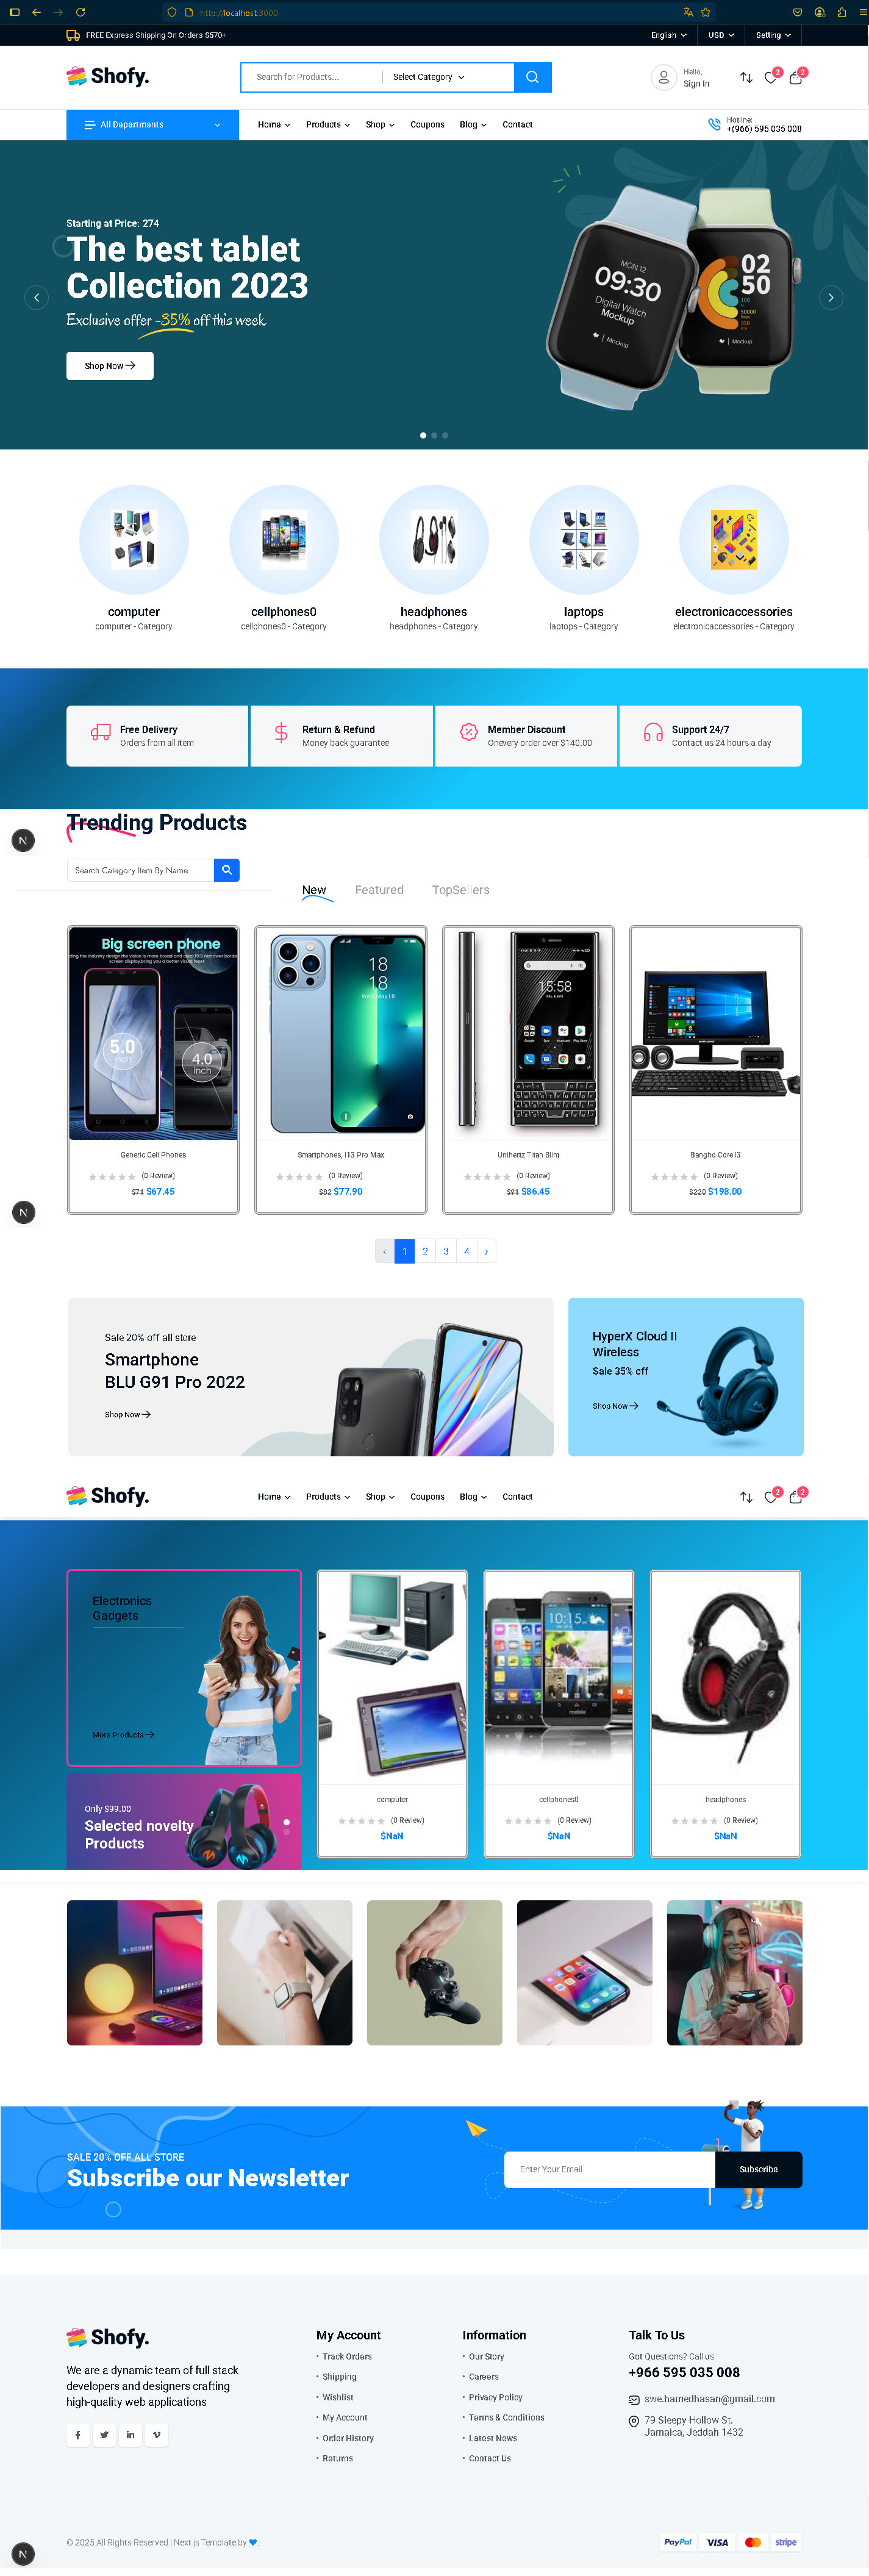 http://localhost:3000
FREE Express Shipping On Orders $570+
English
USD
Setting
Shofy.
Search for Products...
Select Category
Hello,
Sign In
2
2
All Departments
Home
Products
Shop
Coupons
Blog
Contact
Hotline:
+(966) 595 035 008
Starting at Price: 274
The best tablet
Collection 2023
Exclusive offer -35% off this week
Shop Now
MON 12
09:30
Digital Watch
Mockup
Mockup
02
50
Mockup
computer
computer - Category
cellphones0
cellphones0 - Category
headphones
headphones - Category
laptops
laptops - Category
electronicaccessories
electronicaccessories - Category
Free Delivery
Orders from all item
Return & Refund
Money back guarantee
Member Discount
Onevery order over $140.00
Support 24/7
Contact us 24 hours a day
Trending Products
N
Search Category Item By Name
New
Featured
TopSellers
Big screen phone
5.0
inch
4.0
inch
18
18
Wed May18
15:58
Generic Cell Phones
(0 Review)
$71 $67.45
Smartphones, I13 Pro Max
(0 Review)
$82 $77.90
Unihertz Titan Slim
(0 Review)
$91 $86.45
Bangho Core I3
(0 Review)
$220 $198.00
N
‹ 1 2 3 4 ›
Sale 20% off all store
Smartphone
BLU G91 Pro 2022
Shop Now
HyperX Cloud II
Wireless
Sale 35% off
Shop Now
Shofy.
Home
Products
Shop
Coupons
Blog
Contact
2
2
Electronics
Gadgets
More Products
Only $99.00
Selected novelty
Products
10:15
computer
(0 Review)
$NaN
cellphones0
(0 Review)
$NaN
headphones
(0 Review)
$NaN
SALE 20% OFF ALL STORE
Subscribe our Newsletter
Enter Your Email
Subscribe
Shofy.
We are a dynamic team of full stack
developers and designers crafting
high-quality web applications
My Account
Track Orders
Shipping
Wishlist
My Account
Order History
Returns
Information
Our Story
Careers
Privacy Policy
Terms & Conditions
Latest News
Contact Us
Talk To Us
Got Questions? Call us
+966 595 035 008
swe.hamedhasan@gmail.com
79 Sleepy Hollow St.
Jamaica, Jeddah 1432
© 2025 All Rights Reserved | Next js Template by
PayPal
VISA
mastercard
stripe
N